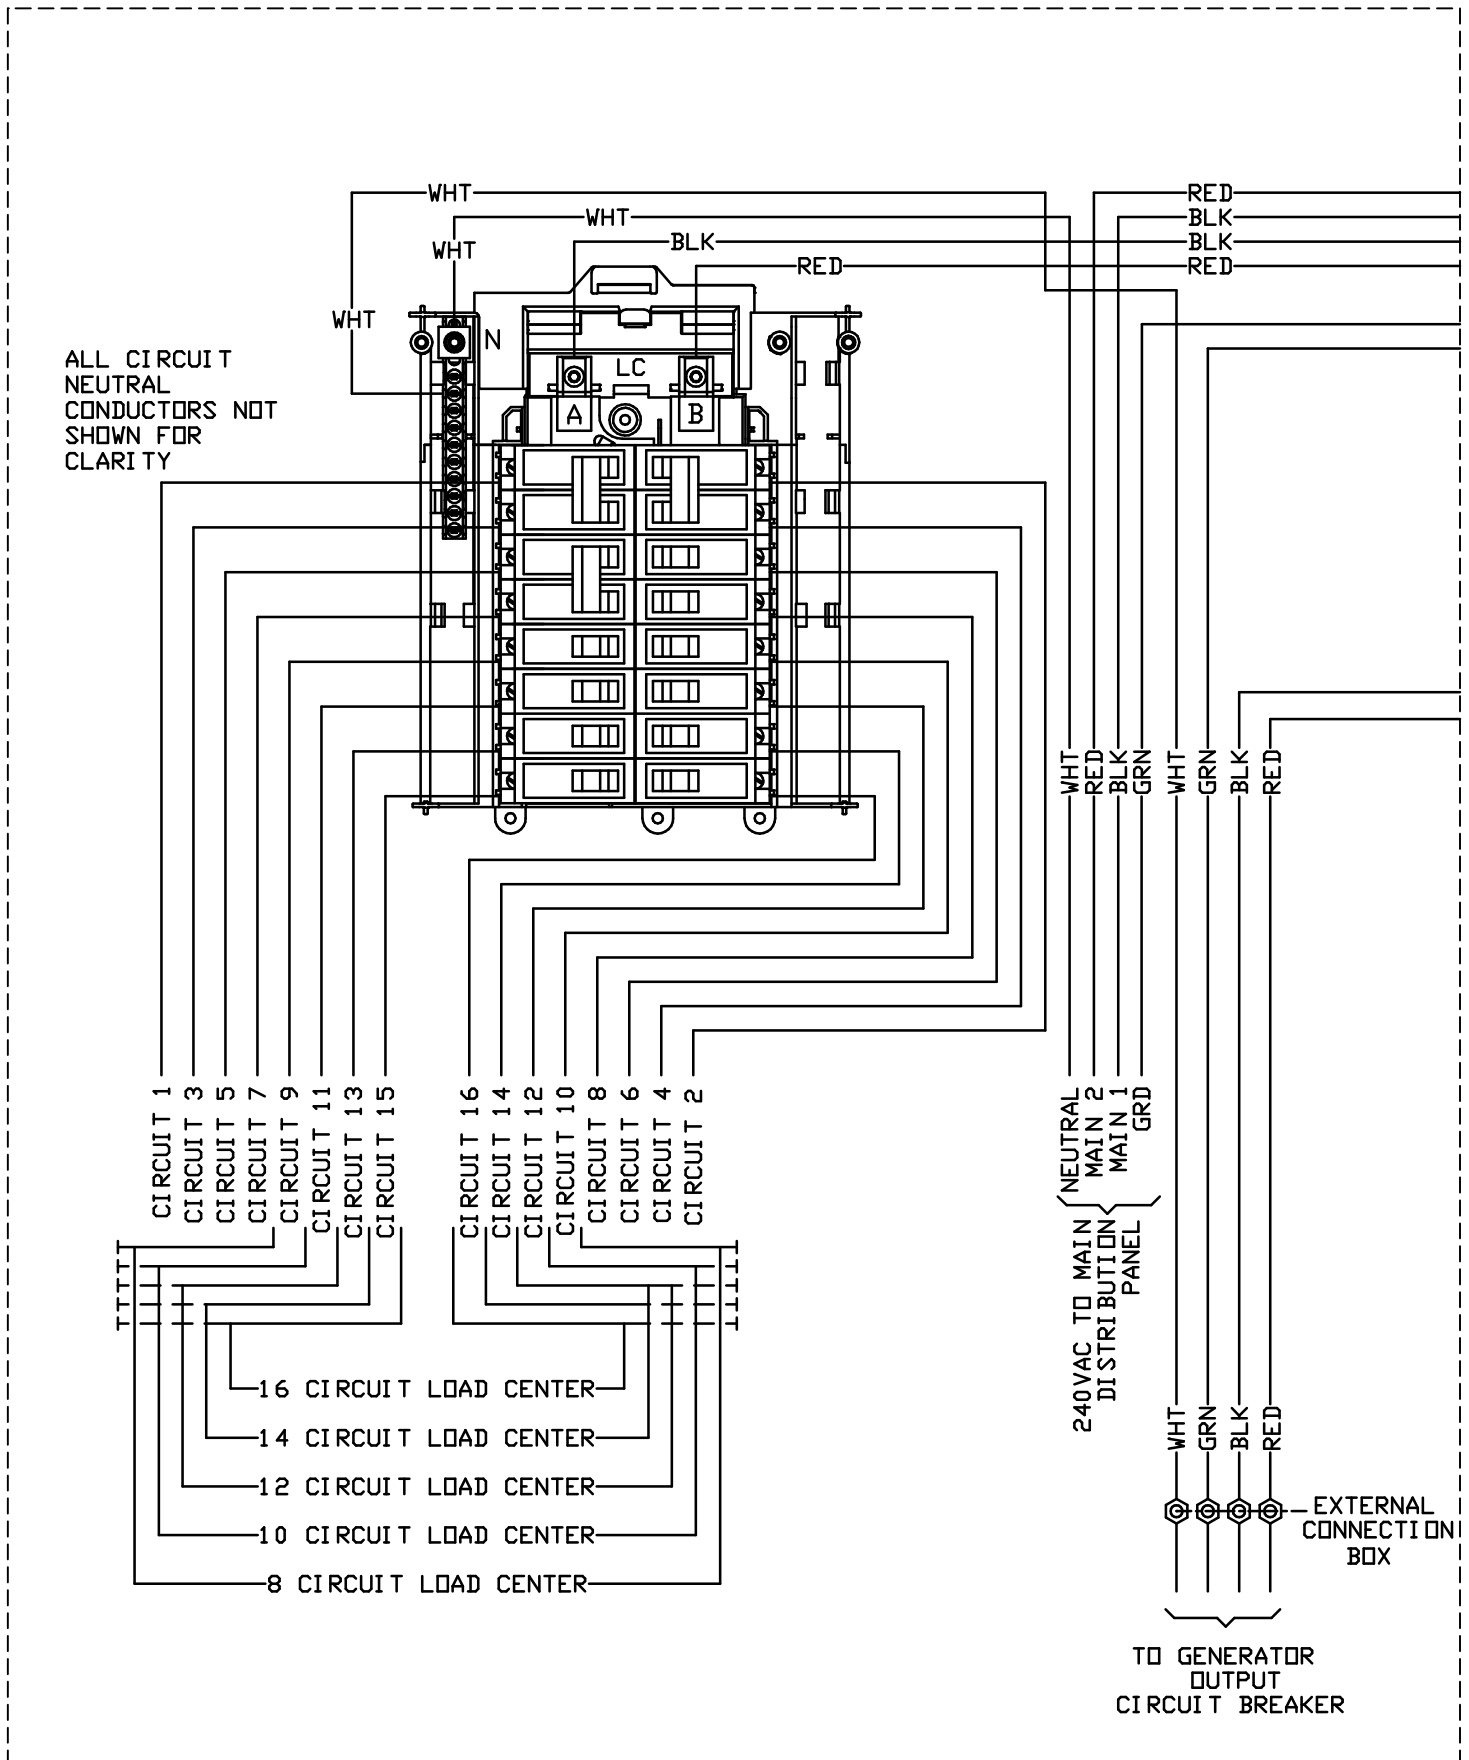 WHT
RED
WHT
BLK
WHT
BLK
BLK
RED
RED
WHT
N
ALL CIRCUIT
NEUTRAL
CONDUCTORS NOT
SHOWN FOR
CLARITY
LC
A
B
WHT
RED
BLK
GRN
WHT
GRN
BLK
RED
CIRCUIT 1
CIRCUIT 3
CIRCUIT 5
CIRCUIT 7
CIRCUIT 9
CIRCUIT 11
CIRCUIT 13
CIRCUIT 15
CIRCUIT 16
CIRCUIT 14
CIRCUIT 12
CIRCUIT 10
CIRCUIT 8
CIRCUIT 6
CIRCUIT 4
CIRCUIT 2
NEUTRAL
MAIN 2
MAIN 1
GRD
240VAC TO MAIN
DISTRIBUTION
PANEL
16 CIRCUIT LOAD CENTER
14 CIRCUIT LOAD CENTER
12 CIRCUIT LOAD CENTER
10 CIRCUIT LOAD CENTER
8 CIRCUIT LOAD CENTER
WHT
GRN
BLK
RED
EXTERNAL
CONNECTION
BOX
TO GENERATOR
OUTPUT
CIRCUIT BREAKER